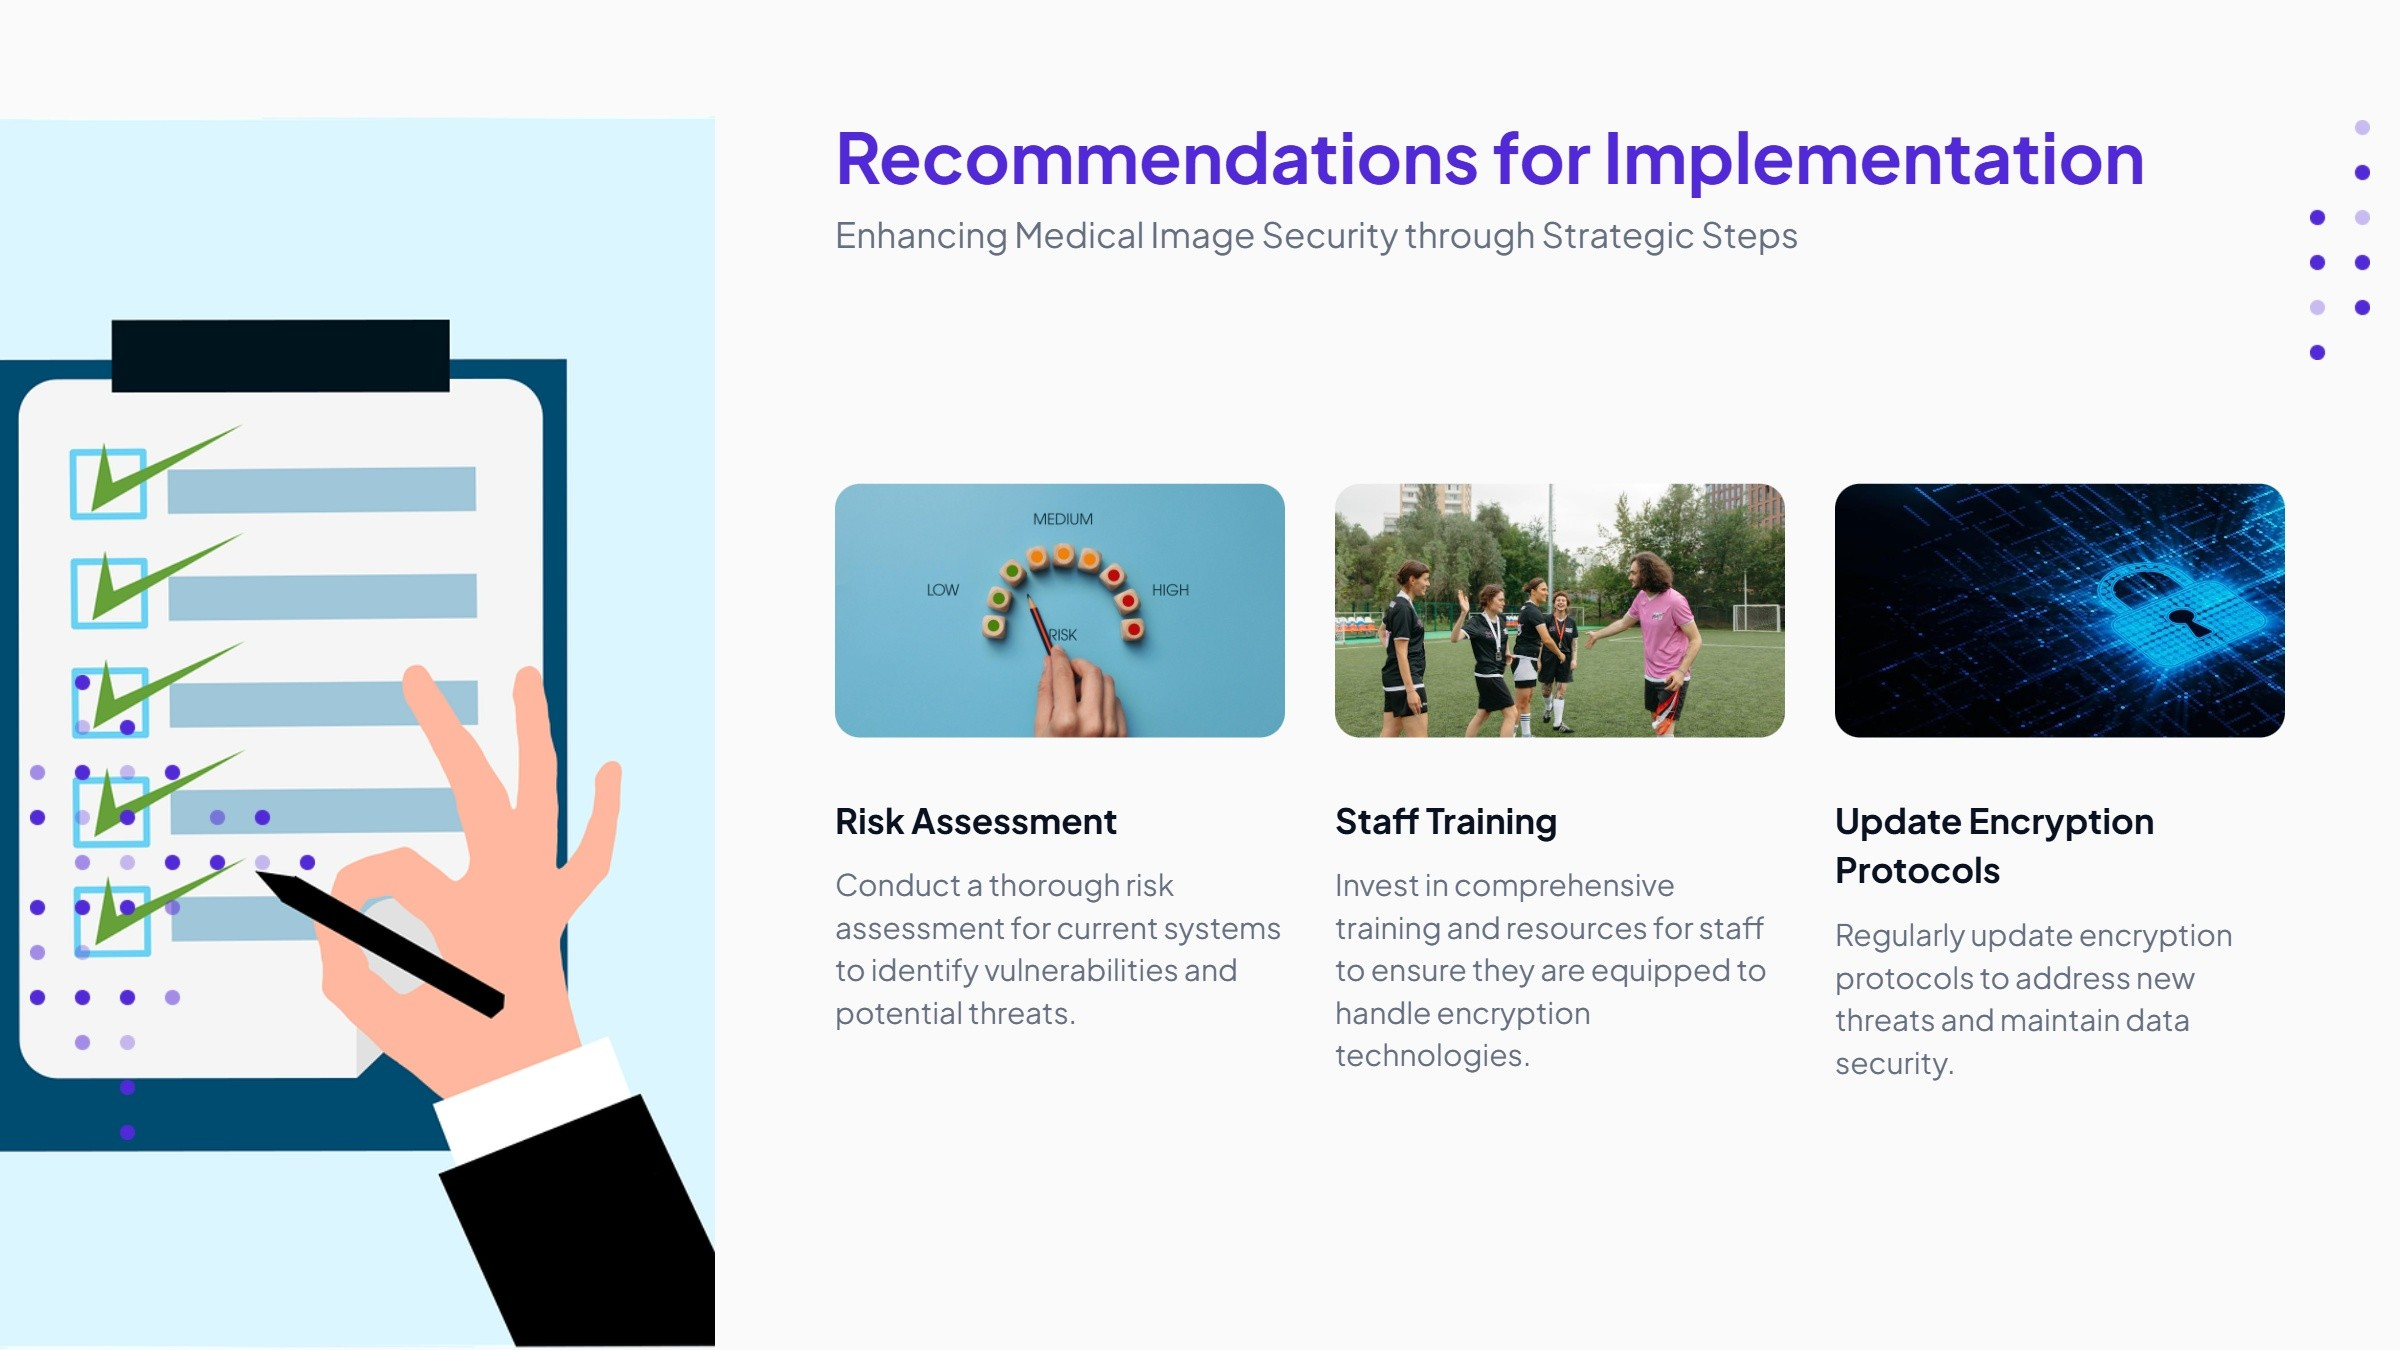 Recommendations for Implementation
Enhancing Medical Image Security through Strategic Steps
MEDIUM
LOW
HIGH
RISK
Risk Assessment
Conduct a thorough risk
assessment for current systems
to identify vulnerabilities and
potential threats.
Staff Training
Invest in comprehensive
training and resources for staff
to ensure they are equipped to
handle encryption
technologies.
Update Encryption
Protocols
Regularly update encryption
protocols to address new
threats and maintain data
security.